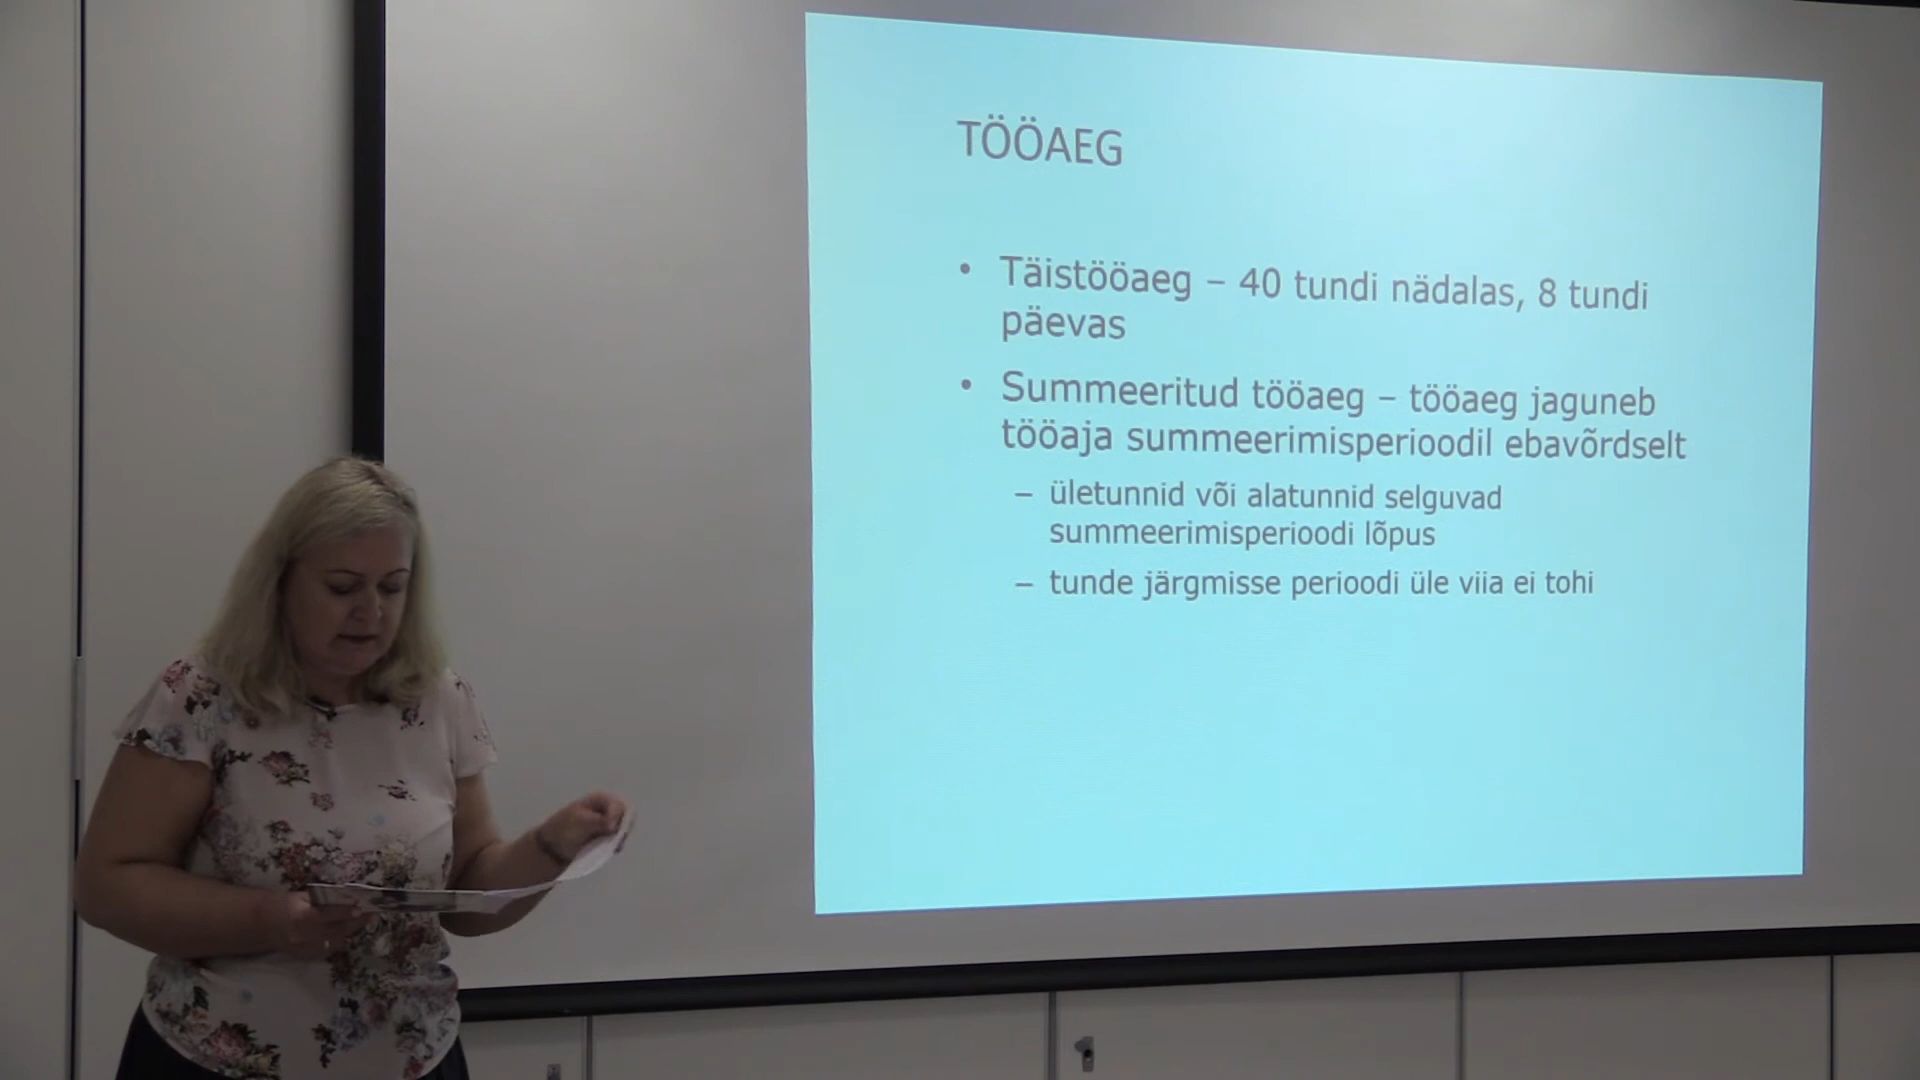 TÖÖAEG
• Täistööaeg – 40 tundi nädalas, 8 tundi
päevas
• Summeeritud tööaeg – tööaeg jaguneb
tööaja summeerimisperioodil ebavõrdselt
– ületunnid või alatunnid selguvad
summeerimisperioodi lõpus
– tunde järgmisse perioodi üle viia ei tohi